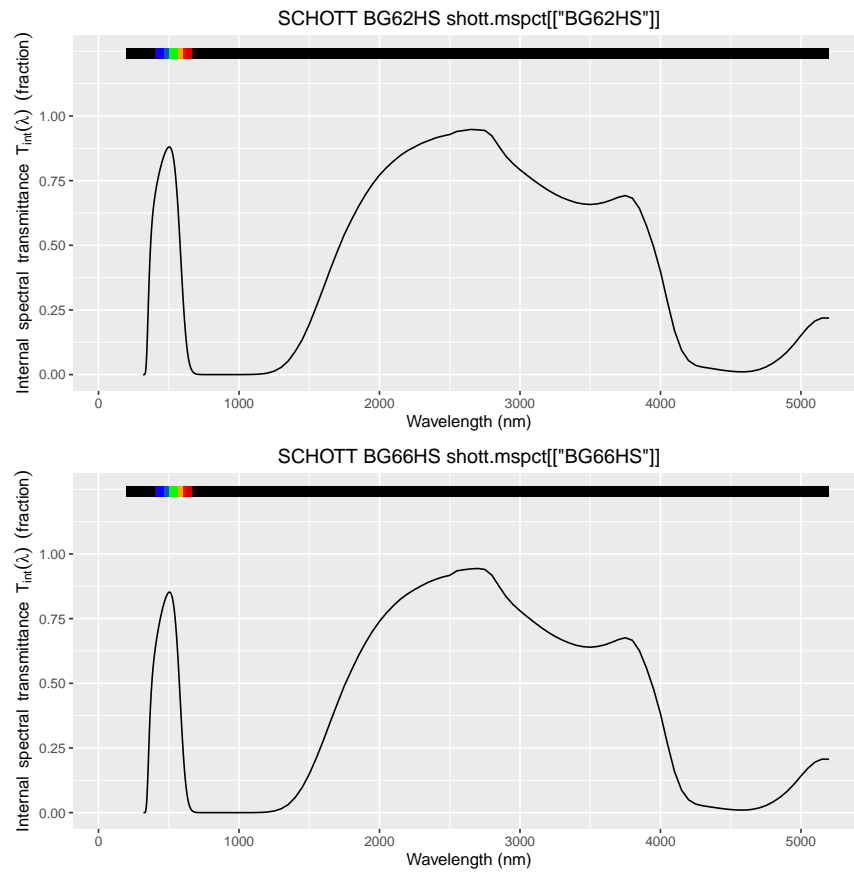 SCHOTT BG62HS shott.mspct[["BG62HS"]]
Internal spectral transmittance Tint(λ) (fraction)
1.00
0.75
0.50
0.25
0.00
0 1000 2000 3000 4000 5000
Wavelength (nm)
SCHOTT BG66HS shott.mspct[["BG66HS"]]
Internal spectral transmittance Tint(λ) (fraction)
1.00
0.75
0.50
0.25
0.00
0 1000 2000 3000 4000 5000
Wavelength (nm)